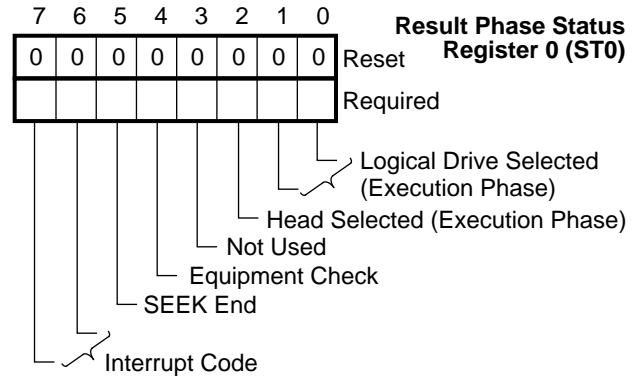 7 6 5 4 3 2 1 0
Result Phase Status
Register 0 (ST0)
0 0 0 0 0 0 0 0 Reset
Required
Logical Drive Selected
(Execution Phase)
Head Selected (Execution Phase)
Not Used
Equipment Check
SEEK End
Interrupt Code